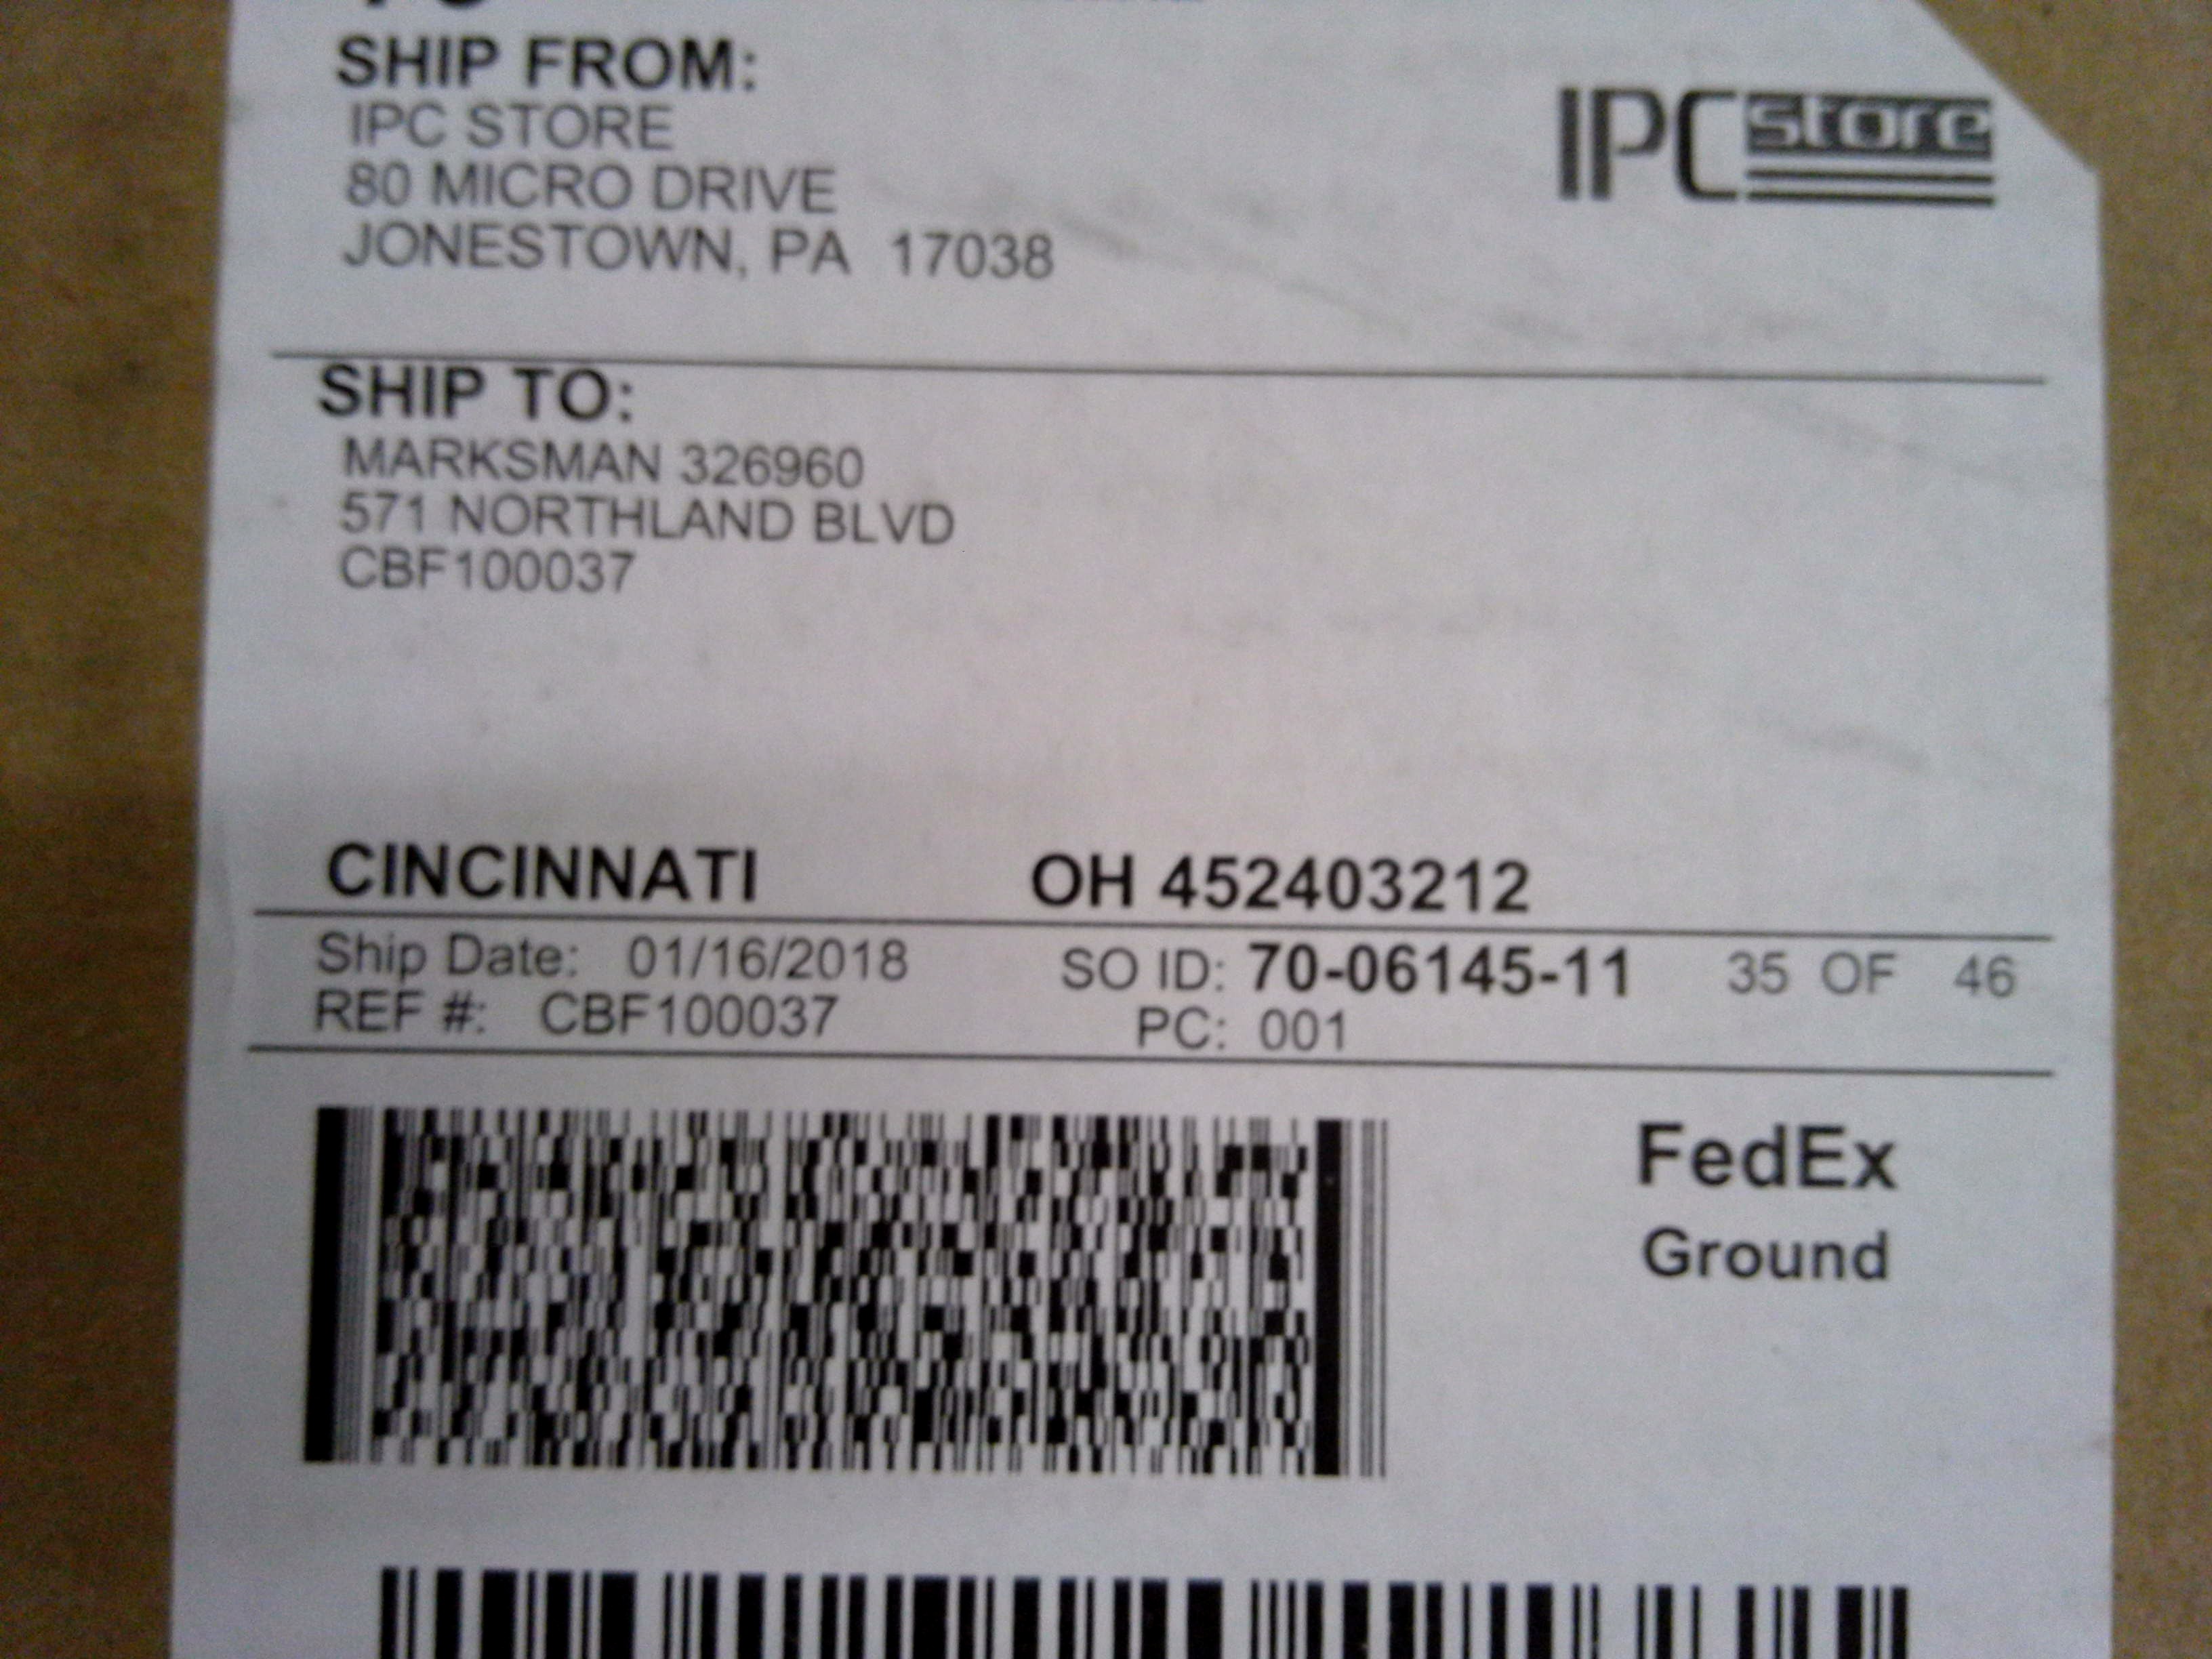 SHIP FROM:
IPC STORE
80 MICRO DRIVE
JONESTOWN, PA 17038
IPC store
SHIP TO:
MARKSMAN 326960
571 NORTHLAND BLVD
CBF100037
CINCINNATI OH 452403212
Ship Date: 01/16/2018 SO ID: 70-06145-11 35 OF 46
REF #: CBF100037 PC: 001
FedEx
Ground